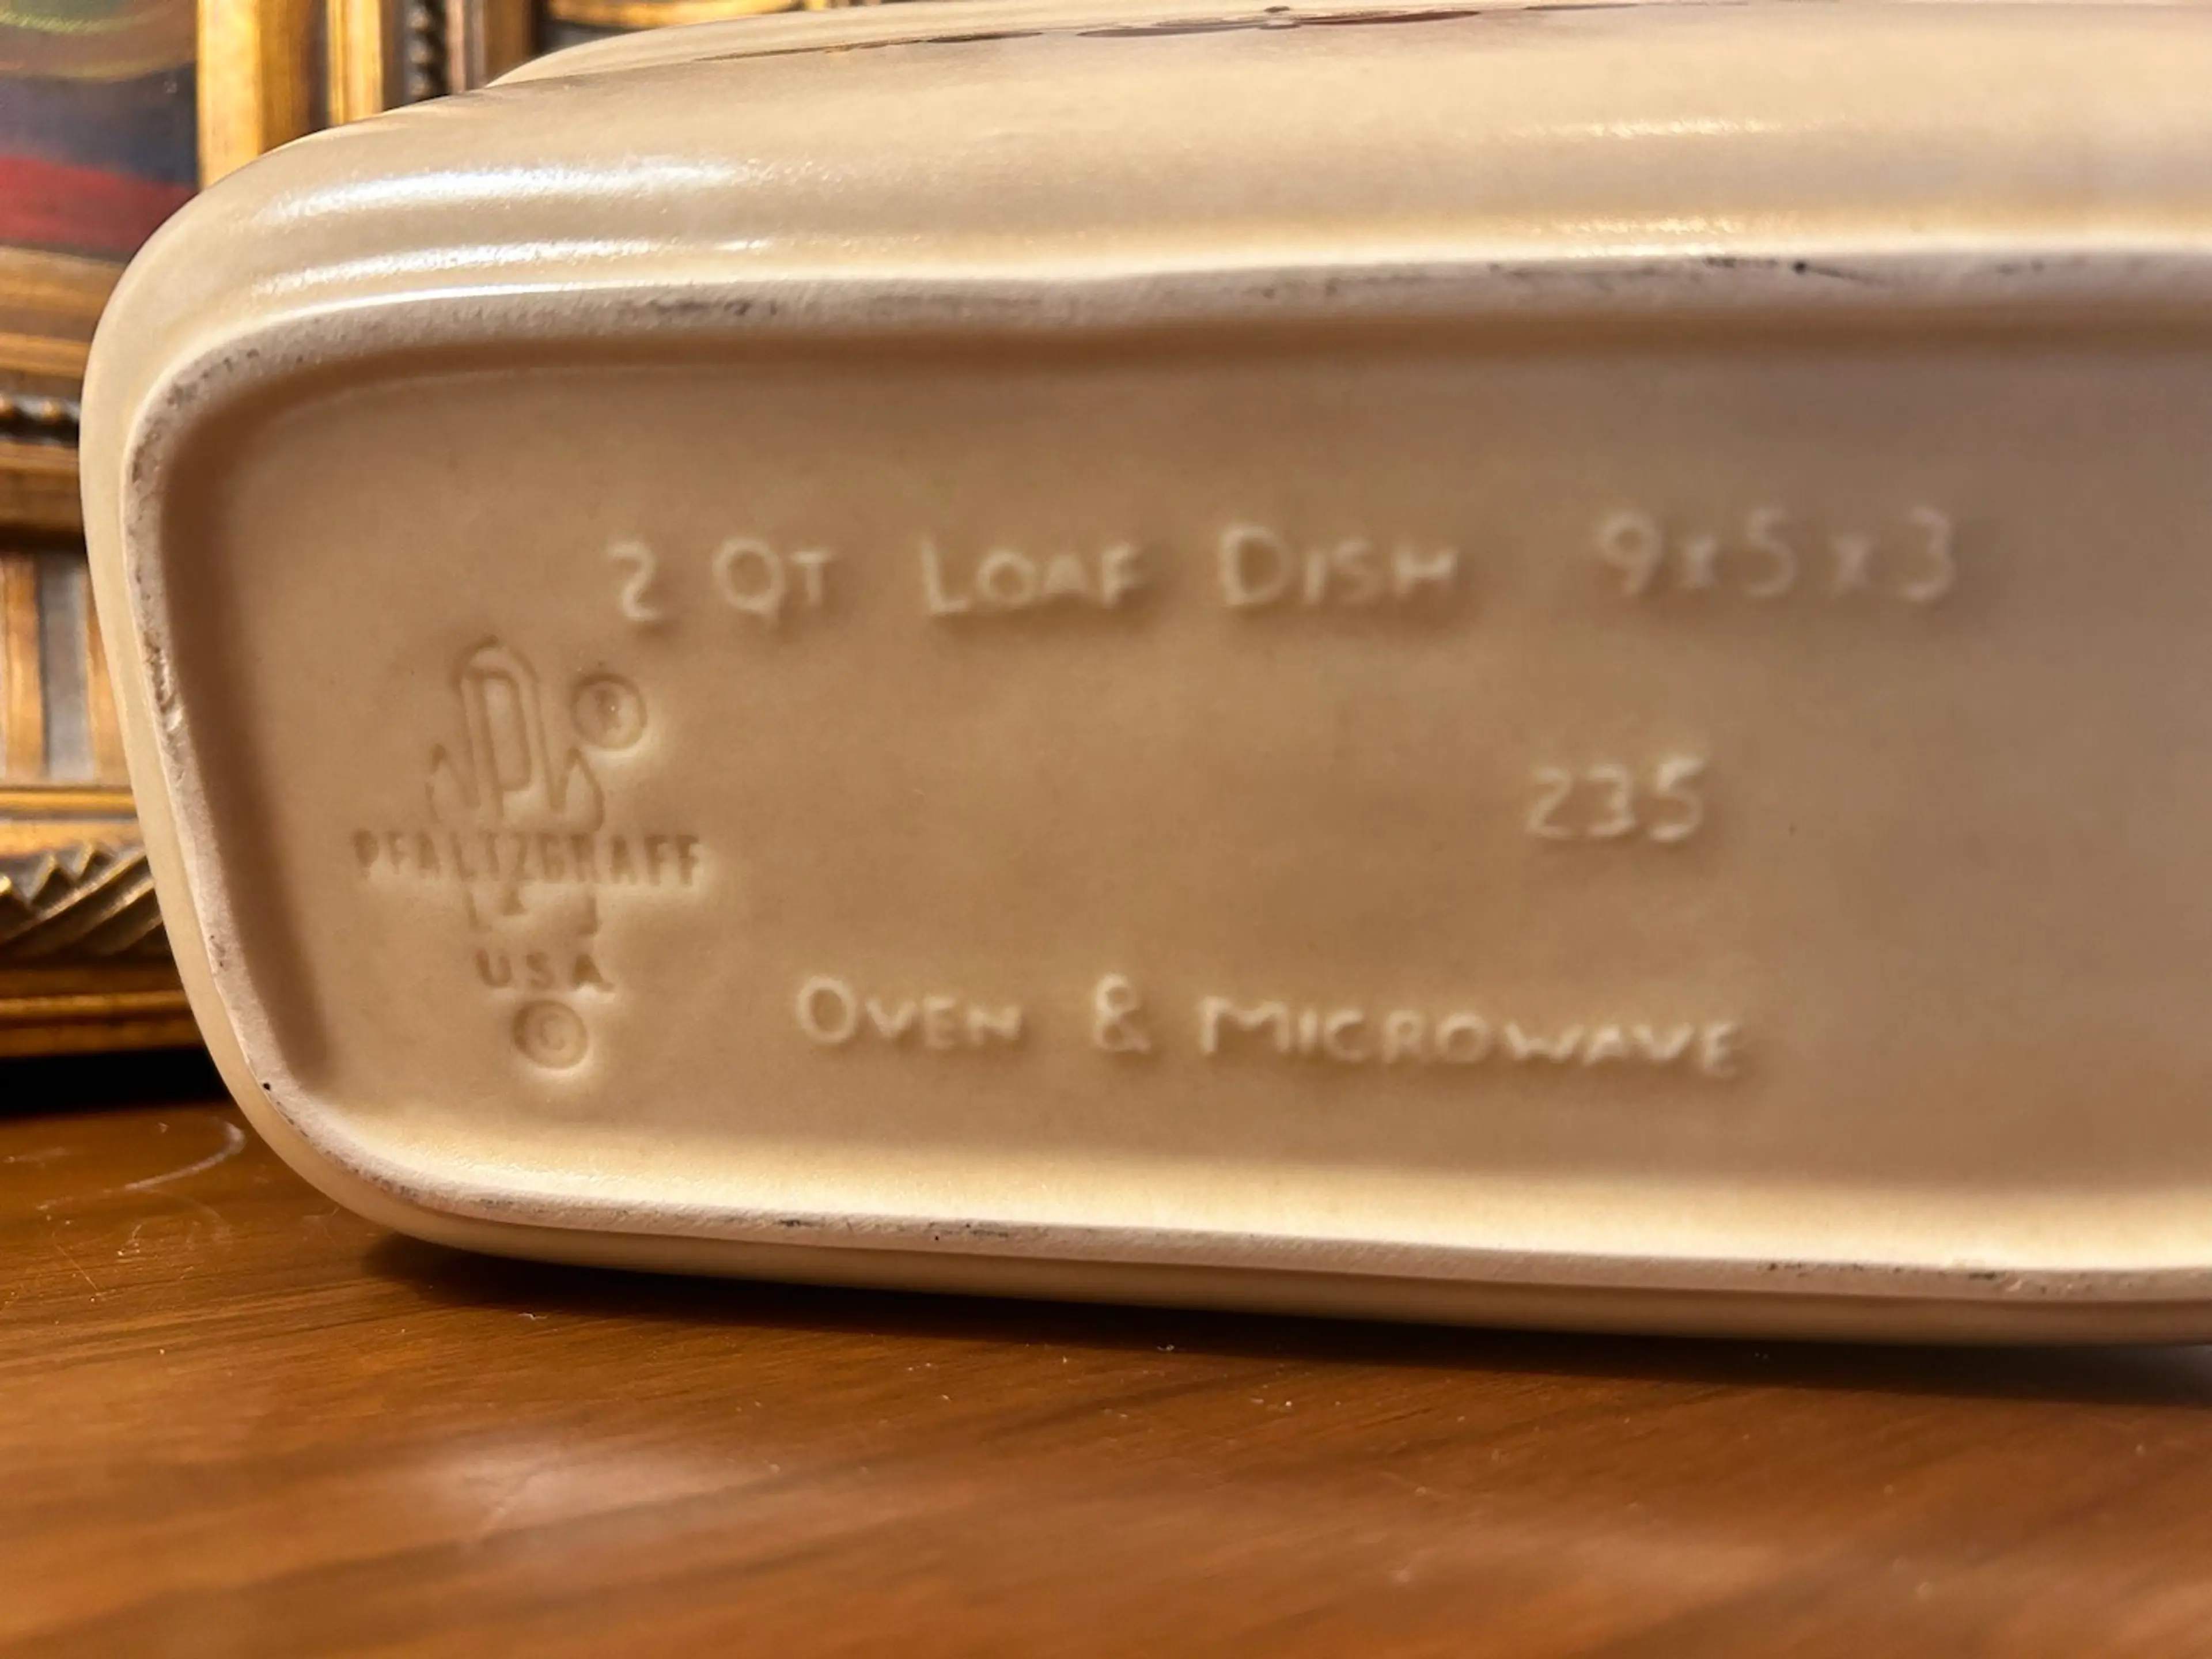 2 QT LOAF DISH 9x5x3
P ®
PFALTZGRAFF
USA
©
235
OVEN & MICROWAVE